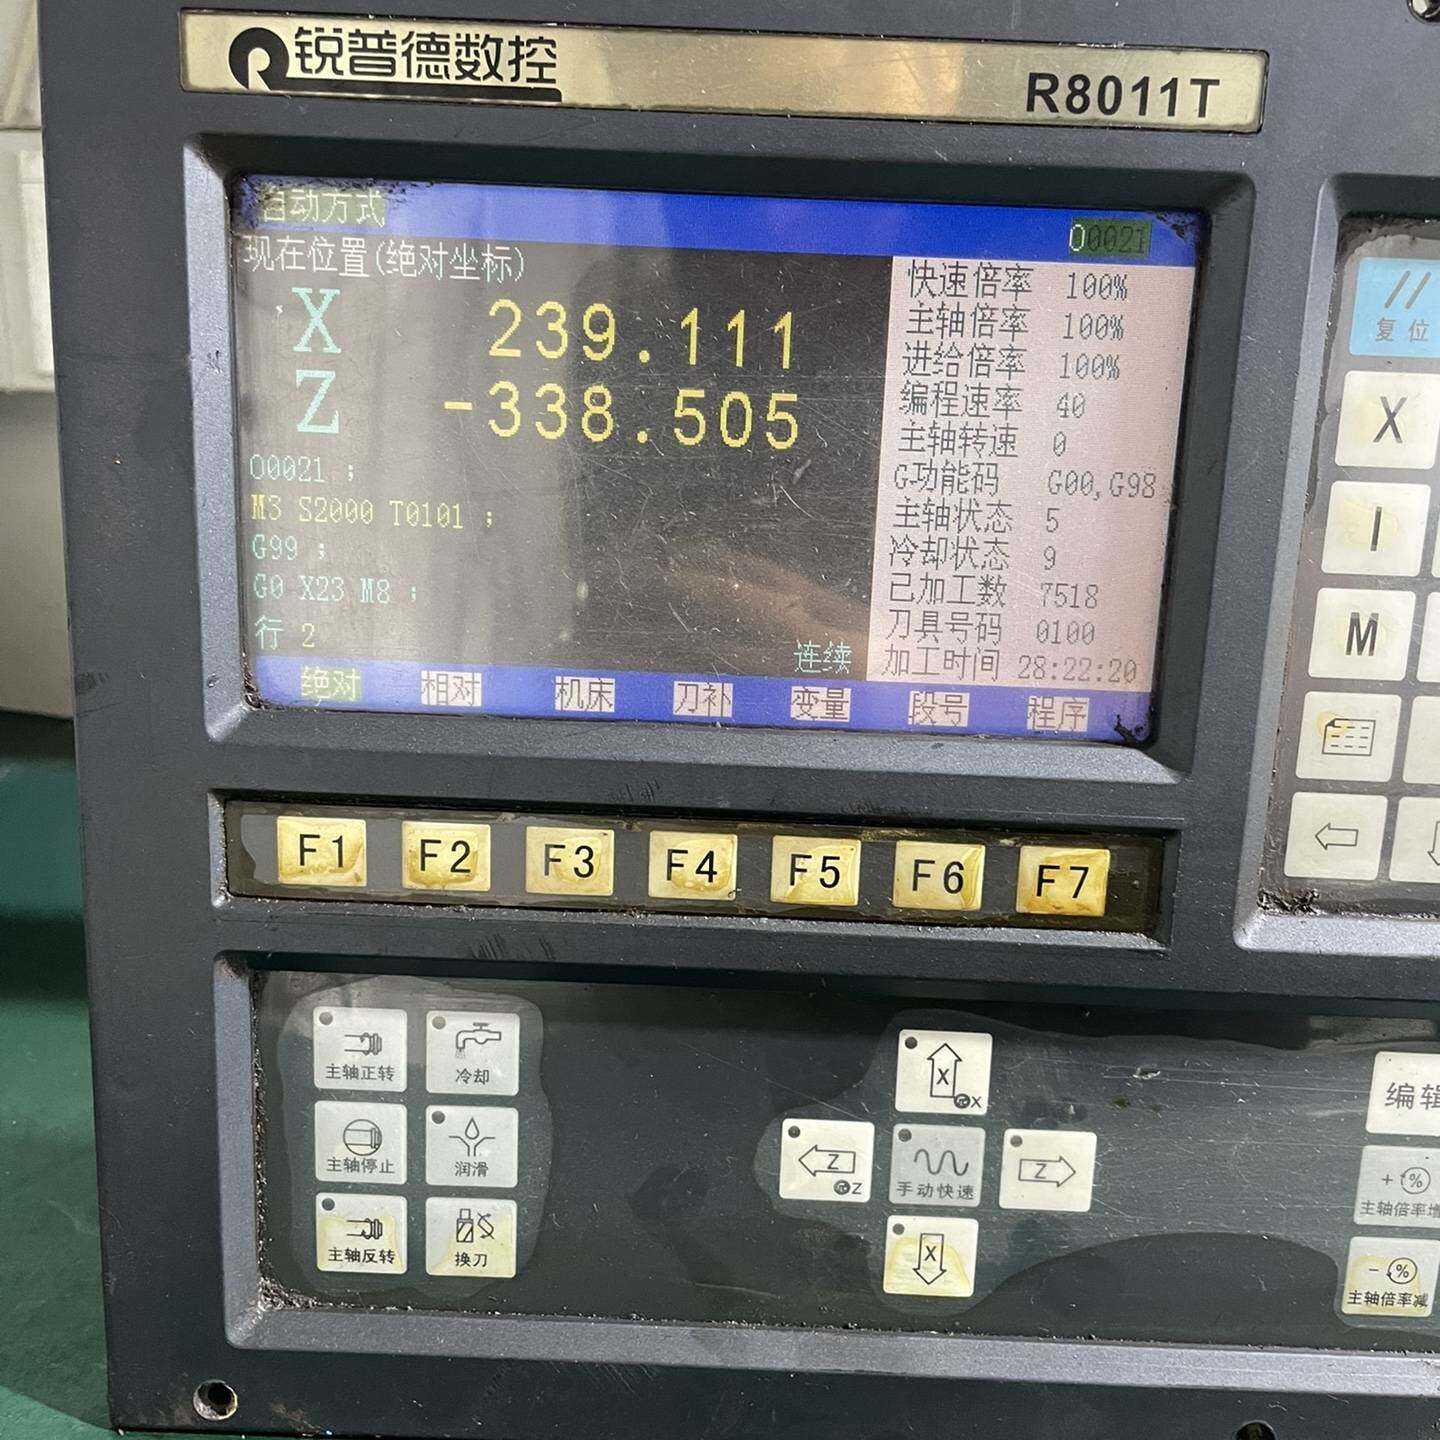 锐普德数控
R8011T
自动方式
O0021
现在位置(绝对坐标)
X 239.111
Z -338.505
O0021 ;
M3 S2000 T0101 ;
G99 ;
G0 X23 M8 ;
行 2
连续
快速倍率 100%
主轴倍率 100%
进给倍率 100%
编程速率 40
主轴转速 0
G功能码 G00,G98
主轴状态 5
冷却状态 9
已加工数 7518
刀具号码 0100
加工时间 28:22:20
绝对 相对 机床 刀补 变量 段号 程序
F1 F2 F3 F4 F5 F6 F7
//
复位
X
I
M
主轴正转
冷却
主轴停止
润滑
主轴反转
换刀
X
X
Z
Z
手动快速
Z
X
编辑
+ %
主轴倍率增
- %
主轴倍率减